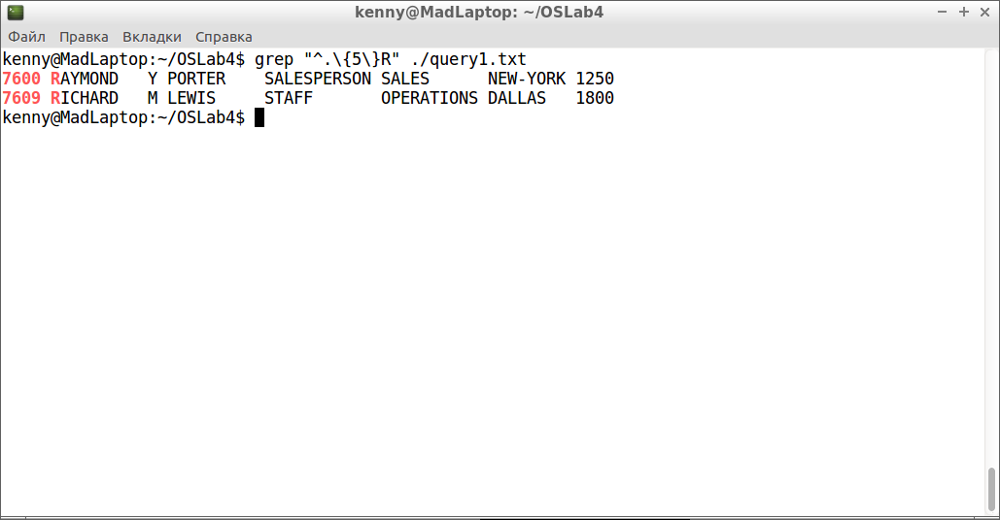 kenny@MadLaptop: ~/OSLab4
Файл Правка Вкладки Справка
kenny@MadLaptop:~/OSLab4$ grep "^.\{5\}R" ./query1.txt
7600 RAYMOND   Y PORTER    SALESPERSON SALES      NEW-YORK 1250
7609 RICHARD   M LEWIS     STAFF       OPERATIONS DALLAS   1800
kenny@MadLaptop:~/OSLab4$